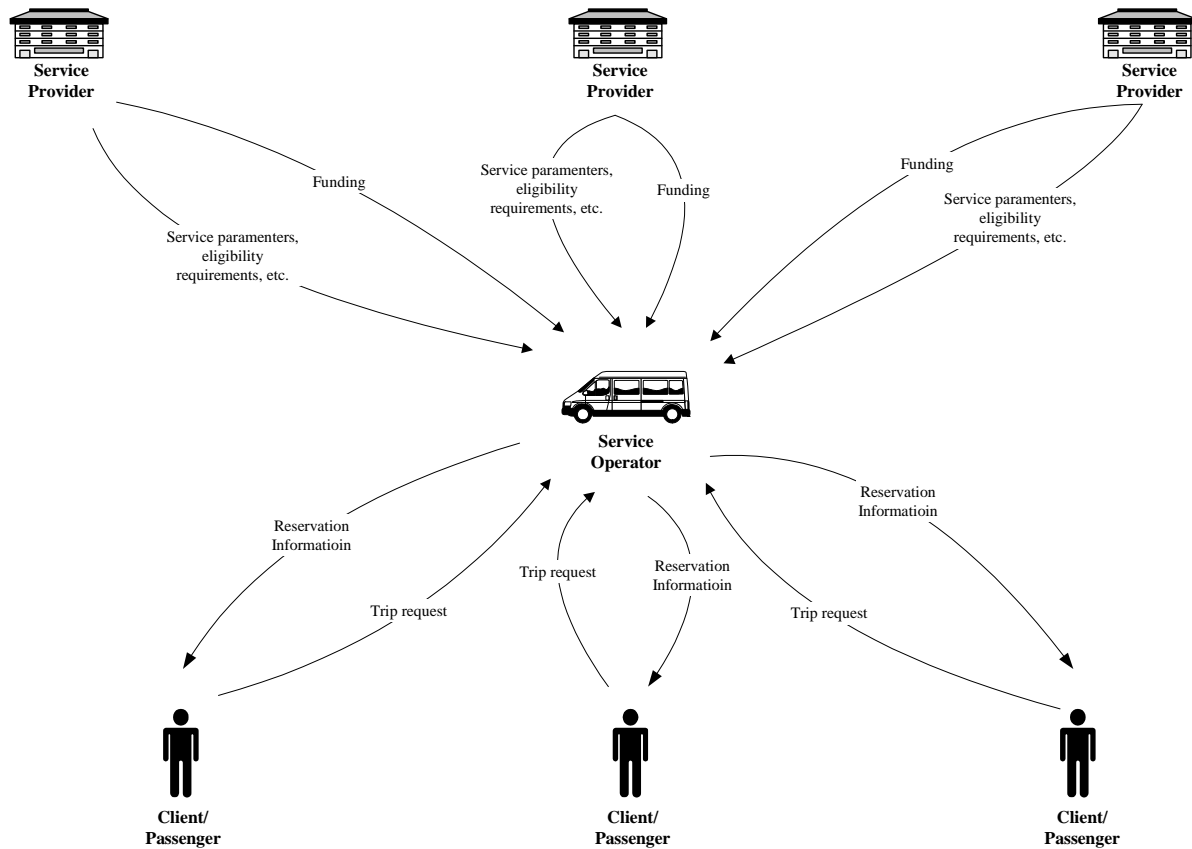 Service
Provider
Service
Provider
Service
Provider
Funding
Service paramenters,
eligibility
requirements, etc.
Service paramenters,
eligibility
requirements, etc.
Funding
Funding
Service paramenters,
eligibility
requirements, etc.
Service
Operator
Reservation
Informatioin
Trip request
Trip request
Reservation
Informatioin
Reservation
Informatioin
Trip request
Client/
Passenger
Client/
Passenger
Client/
Passenger